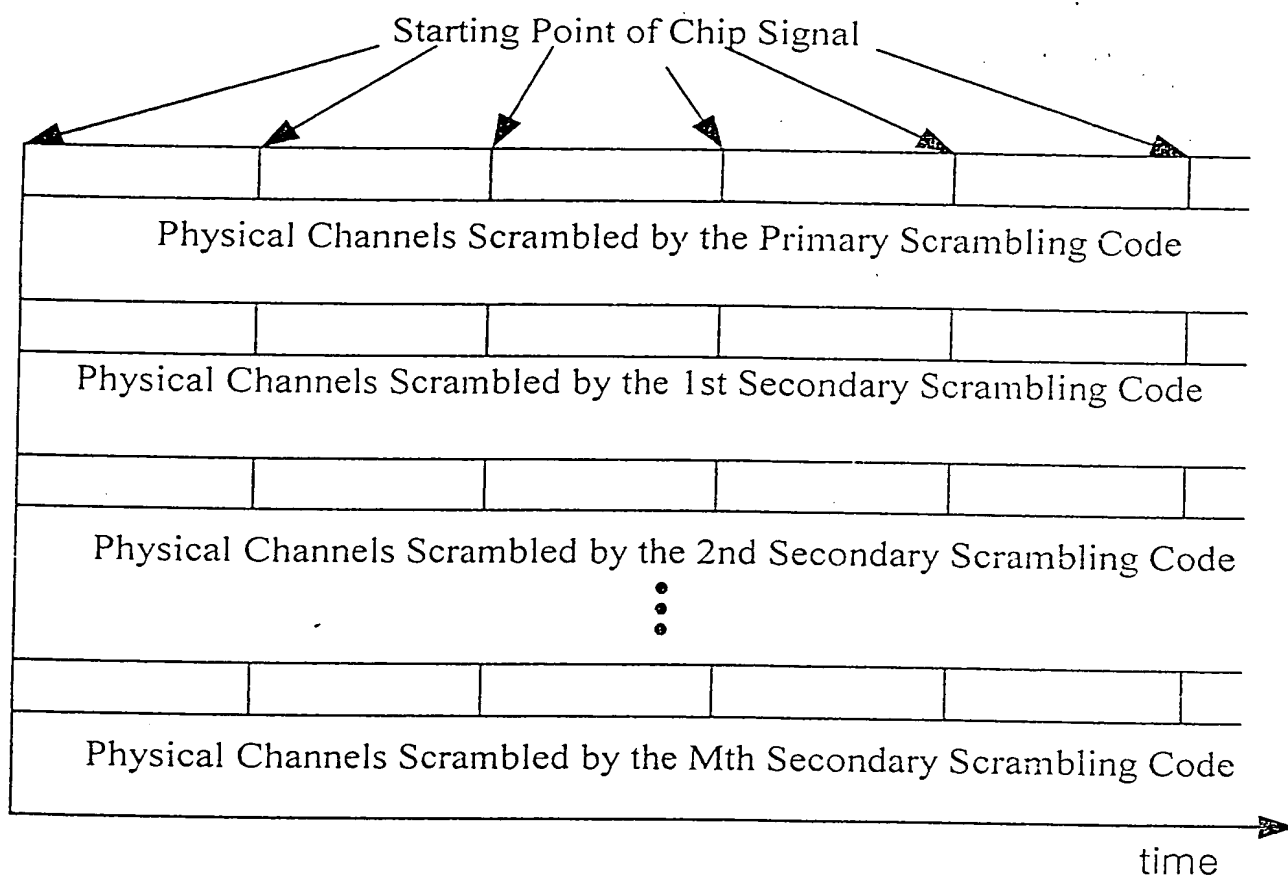 Starting Point of Chip Signal
Physical Channels Scrambled by the Primary Scrambling Code
Physical Channels Scrambled by the 1st Secondary Scrambling Code
Physical Channels Scrambled by the 2nd Secondary Scrambling Code
Physical Channels Scrambled by the Mth Secondary Scrambling Code
time